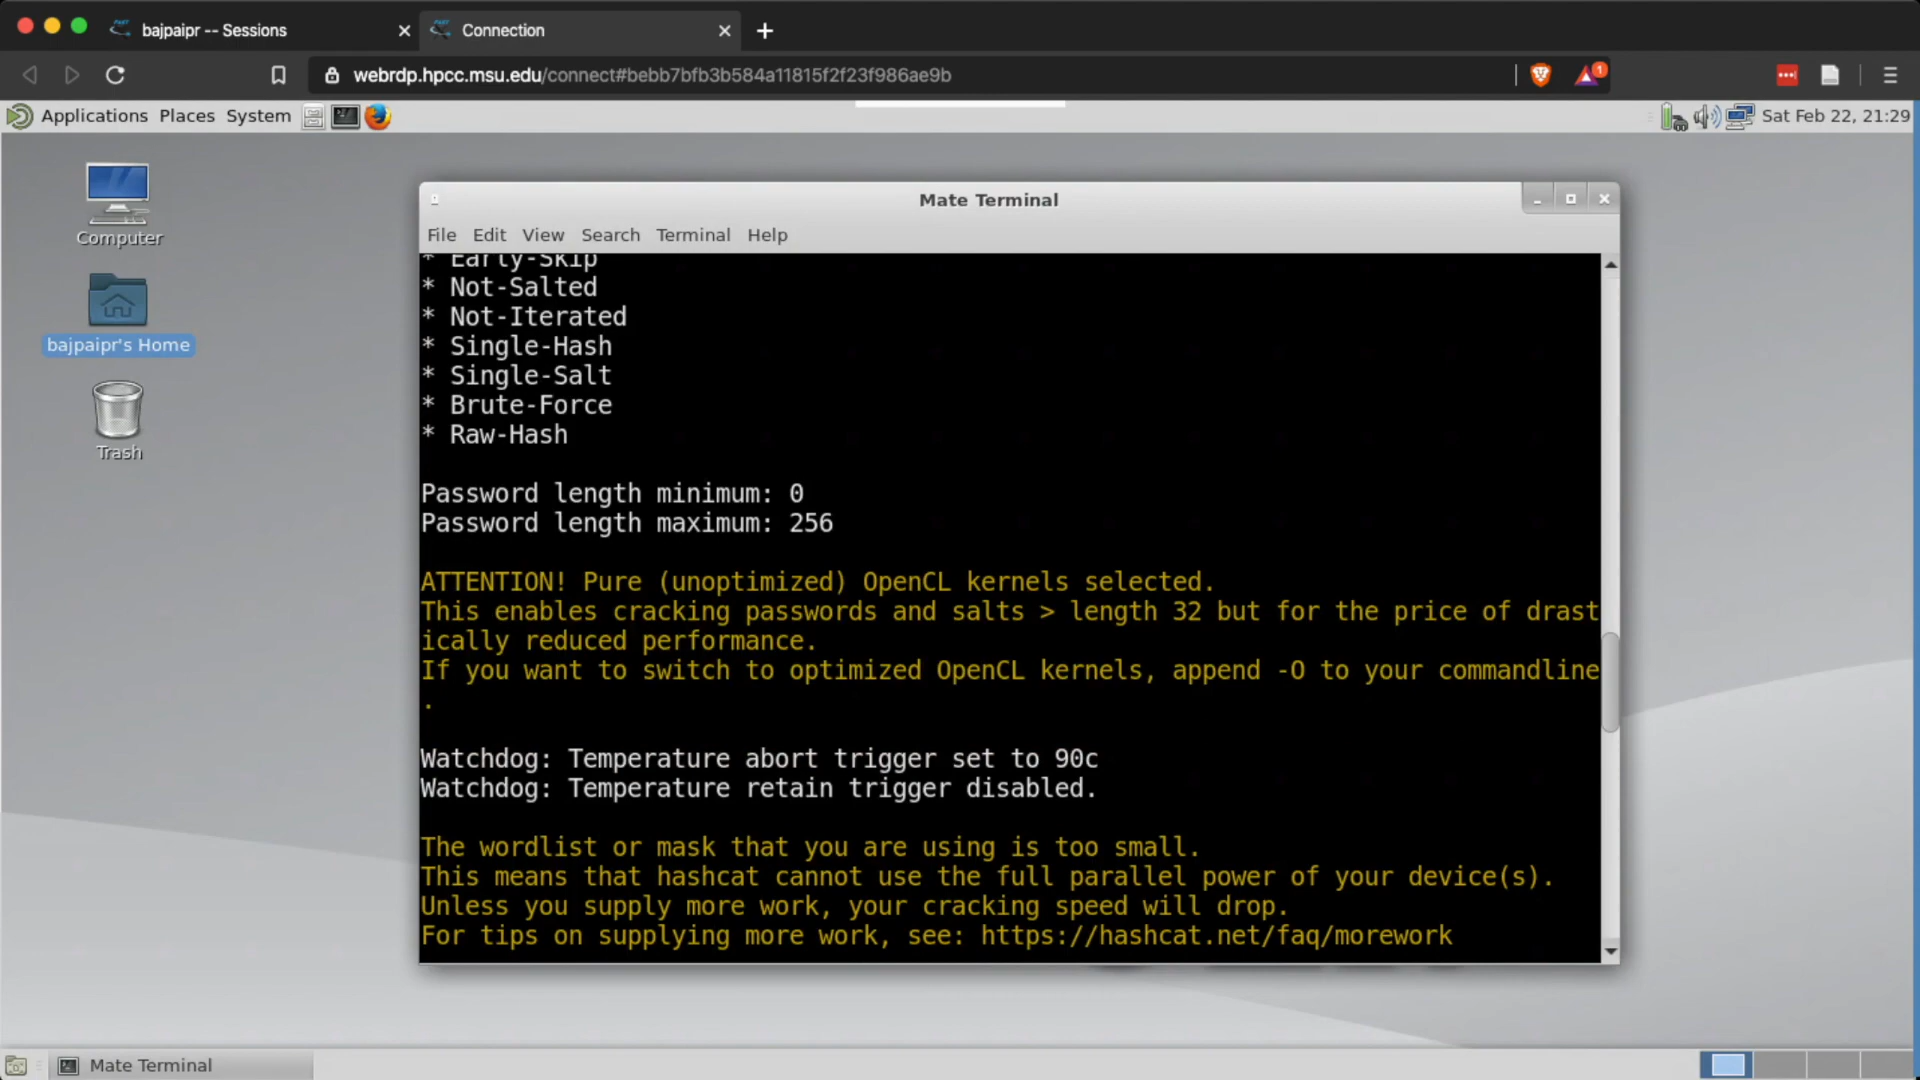 bajpaipr -- Sessions
Connection
webrdp.hpcc.msu.edu/connect#bebb7bfb3b584a11815f2f23f986ae9b
1
Applications Places System
Sat Feb 22, 21:29
Computer
bajpaipr's Home
Trash
Mate Terminal
File Edit View Search Terminal Help
* Early-Skip
* Not-Salted
* Not-Iterated
* Single-Hash
* Single-Salt
* Brute-Force
* Raw-Hash
Password length minimum: 0
Password length maximum: 256
ATTENTION! Pure (unoptimized) OpenCL kernels selected.
This enables cracking passwords and salts > length 32 but for the price of drast
ically reduced performance.
If you want to switch to optimized OpenCL kernels, append -O to your commandline
.
Watchdog: Temperature abort trigger set to 90c
Watchdog: Temperature retain trigger disabled.
The wordlist or mask that you are using is too small.
This means that hashcat cannot use the full parallel power of your device(s).
Unless you supply more work, your cracking speed will drop.
For tips on supplying more work, see: https://hashcat.net/faq/morework
Mate Terminal